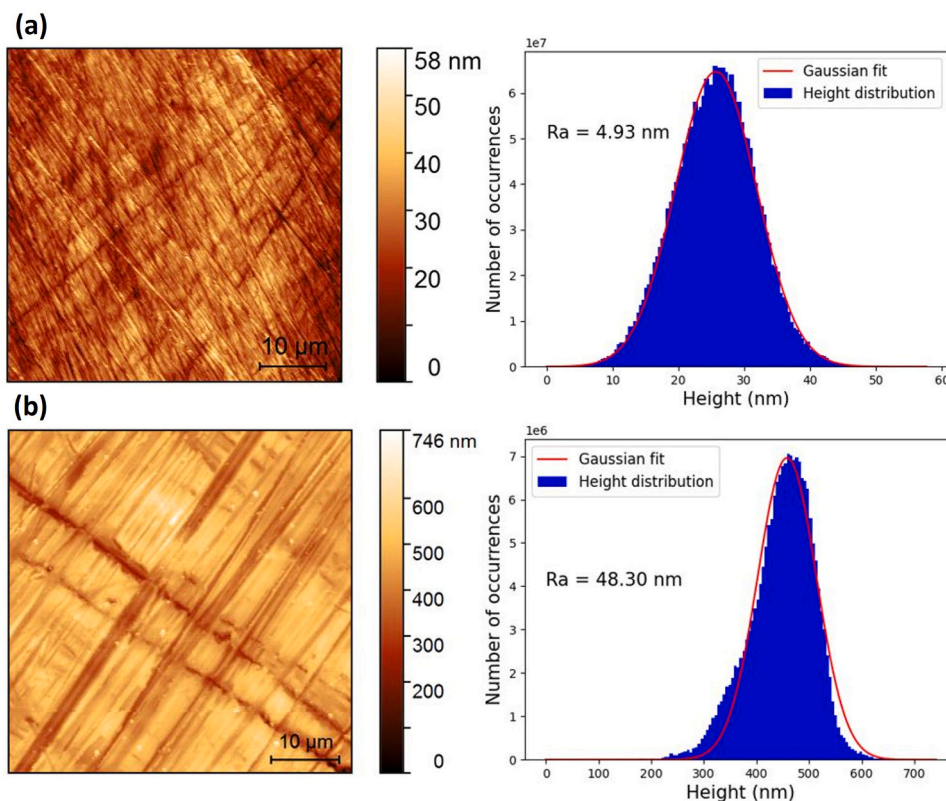 (a)
58 nm
50
40
30
20
0
10 µm
1e7
Number of occurrences
6
5
4
3
2
1
0
Gaussian fit
Height distribution
Ra = 4.93 nm
0 10 20 30 40 50 60
Height (nm)
(b)
746 nm
600
500
400
300
200
0
10 µm
1e6
Number of occurrences
7
6
5
4
3
2
1
0
Gaussian fit
Height distribution
Ra = 48.30 nm
0 100 200 300 400 500 600 700
Height (nm)